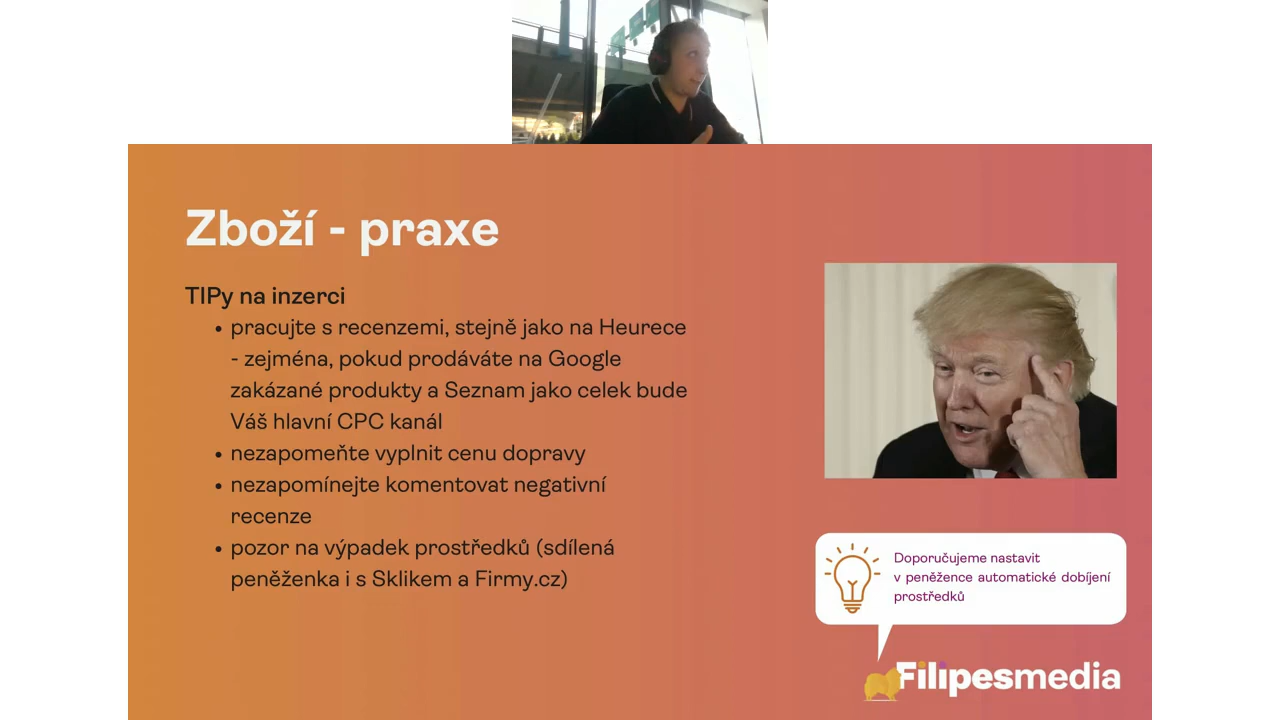 Zboží - praxe
TIPy na inzerci
• pracujte s recenzemi, stejně jako na Heurece
- zejména, pokud prodáváte na Google
zakázané produkty a Seznam jako celek bude
Váš hlavní CPC kanál
• nezapomeňte vyplnit cenu dopravy
• nezapomínejte komentovat negativní
recenze
• pozor na výpadek prostředků (sdílená
peněženka i s Sklikem a Firmy.cz)
Doporučujeme nastavit
v peněžence automatické dobíjení
prostředků
Filipesmedia